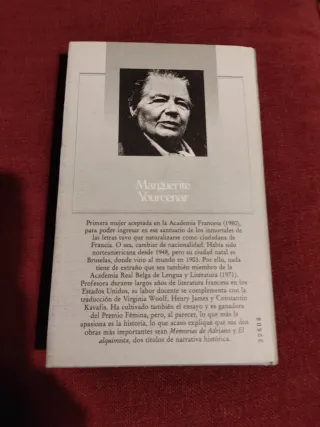 Marguerite
Yourcenar
Primera mujer aceptada en la Academia Francesa (1980),
para poder ingresar en ese santuario de los inmortales de
las letras tuvo que naturalizarse como ciudadana de
Francia. O sea, cambiar de nacionalidad. Había sido
norteamericana desde 1948, pero su ciudad natal es
Bruselas, donde vino al mundo en 1903. Por ello, nada
tiene de extraño que sea también miembro de la
Academia Real Belga de Lengua y Literatura (1971).
Profesora durante largos años de literatura francesa en los
Estados Unidos, su labor docente se complementa con la
traducción de Virginia Woolf, Henry James y Constantin
Kavafis. Ha cultivado también el ensayo y es ganadora
del Premio Fémina, pero, al parecer, lo que más le
apasiona es la historia, lo que acaso explique que sus dos
obras más importantes sean Memorias de Adriano y El
alquimista, dos títulos de narrativa histórica.